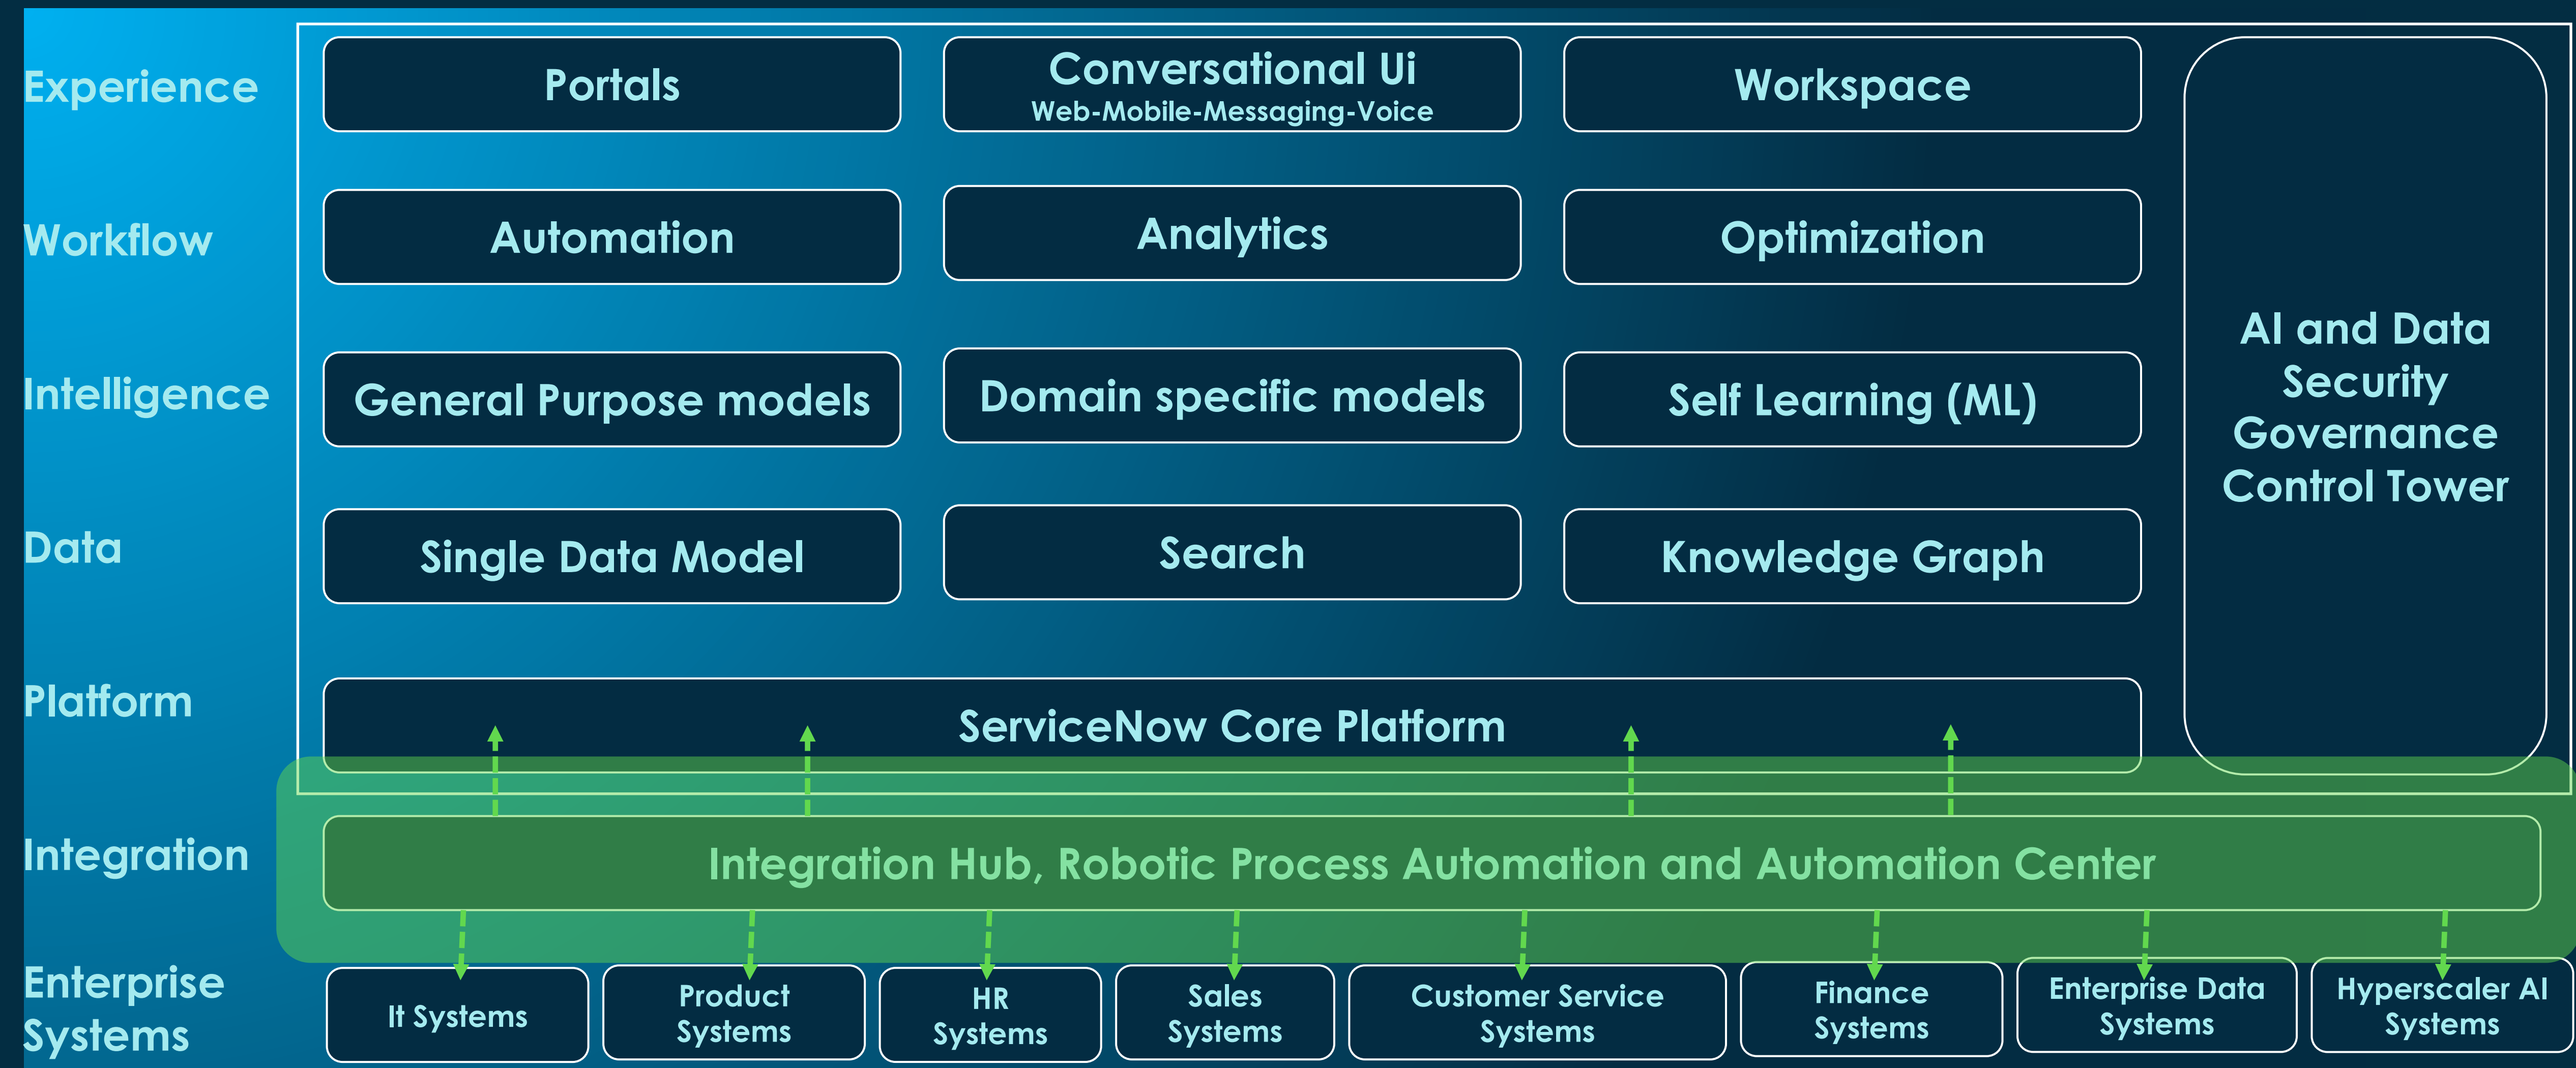 Experience
Portals
Conversational Ui
Web-Mobile-Messaging-Voice
Workspace
Workflow
Automation
Analytics
Optimization
Intelligence
General Purpose models
Domain specific models
Self Learning (ML)
AI and Data
Security
Governance
Control Tower
Data
Single Data Model
Search
Knowledge Graph
Platform
ServiceNow Core Platform
Integration
Integration Hub, Robotic Process Automation and Automation Center
Enterprise
Systems
It Systems
Product
Systems
HR
Systems
Sales
Systems
Customer Service
Systems
Finance
Systems
Enterprise Data
Systems
Hyperscaler AI
Systems